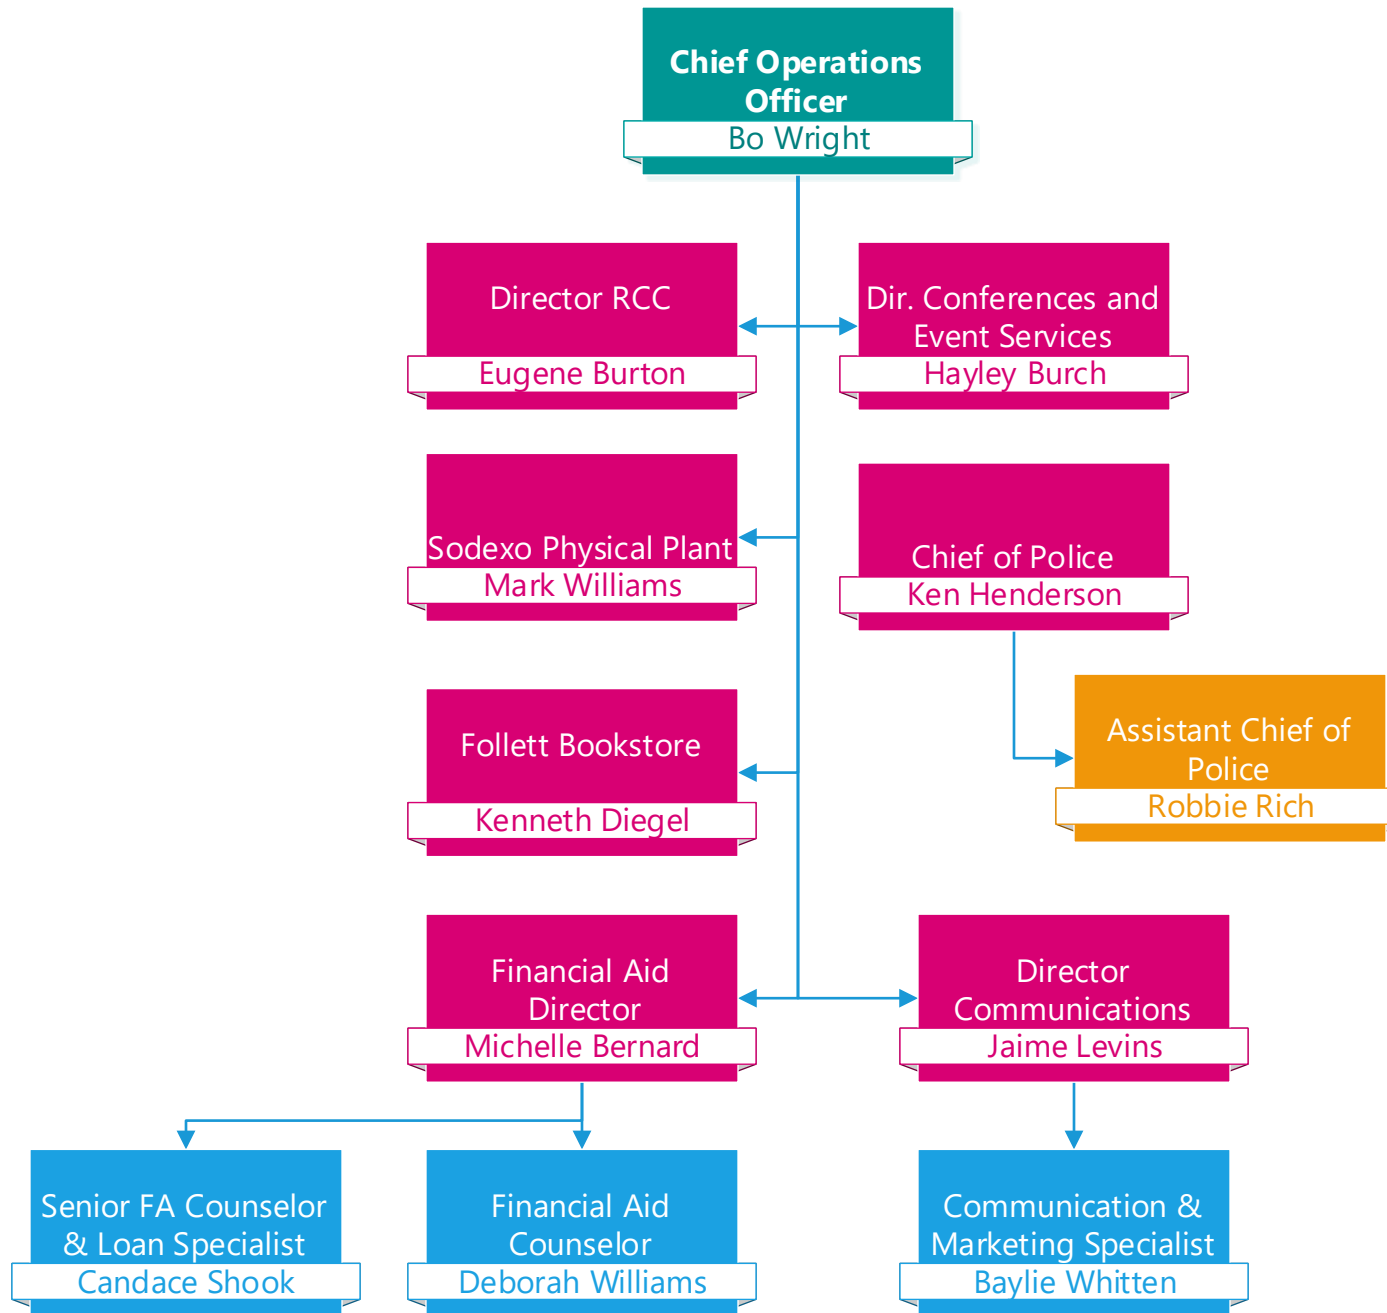 Chief Operations
Officer
Bo Wright
Director RCC
Eugene Burton
Dir. Conferences and
Event Services
Hayley Burch
Sodexo Physical Plant
Mark Williams
Chief of Police
Ken Henderson
Follett Bookstore
Kenneth Diegel
Assistant Chief of
Police
Robbie Rich
Financial Aid
Director
Michelle Bernard
Director
Communications
Jaime Levins
Senior FA Counselor
& Loan Specialist
Candace Shook
Financial Aid
Counselor
Deborah Williams
Communication &
Marketing Specialist
Baylie Whitten